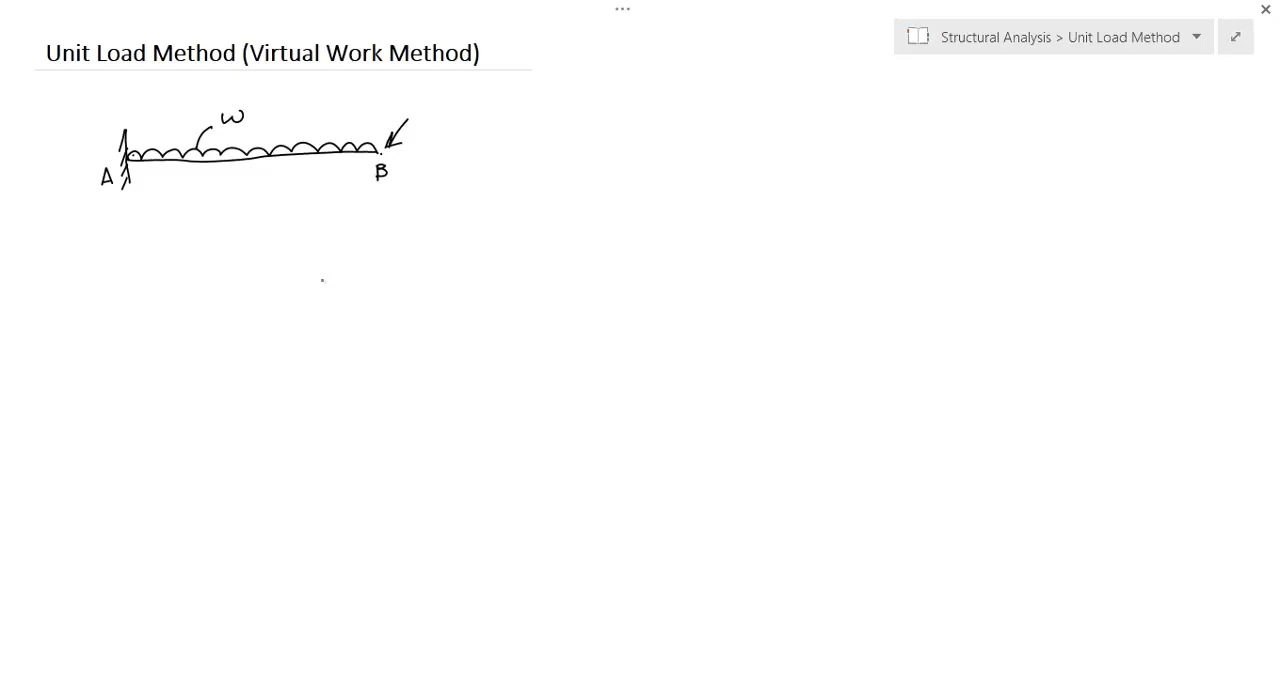 Structural Analysis > Unit Load Method
Unit Load Method (Virtual Work Method)
w
A
B